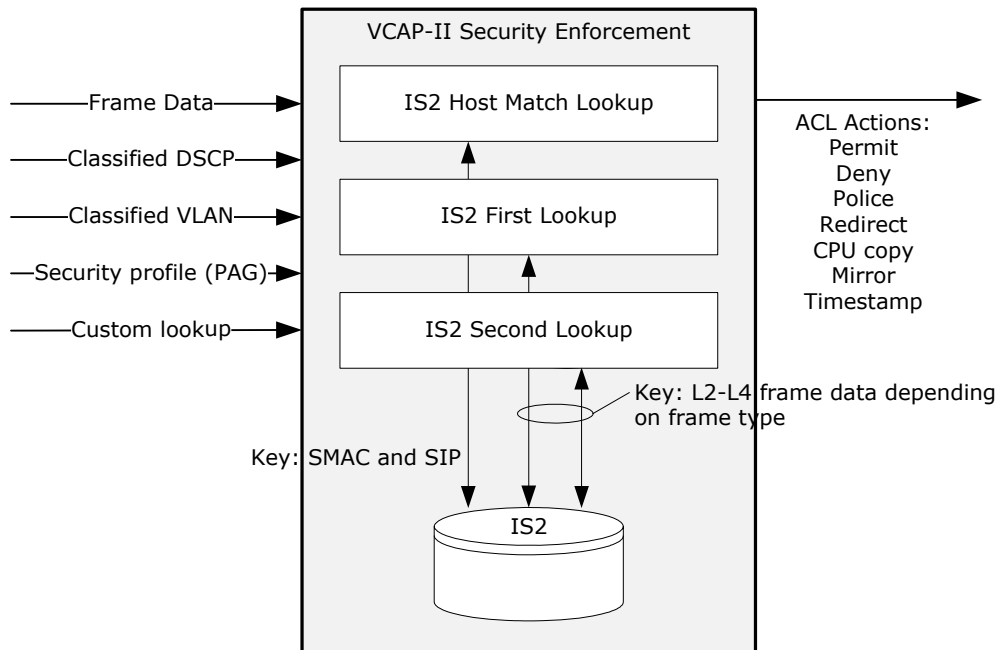 VCAP-II Security Enforcement
IS2 Host Match Lookup
Frame Data
ACL Actions:
Permit
Deny
Police
Redirect
CPU copy
Mirror
Timestamp
Classified DSCP
IS2 First Lookup
Classified VLAN
Security profile (PAG)
IS2 Second Lookup
Custom lookup
Key: L2-L4 frame data depending
on frame type
Key: SMAC and SIP
IS2